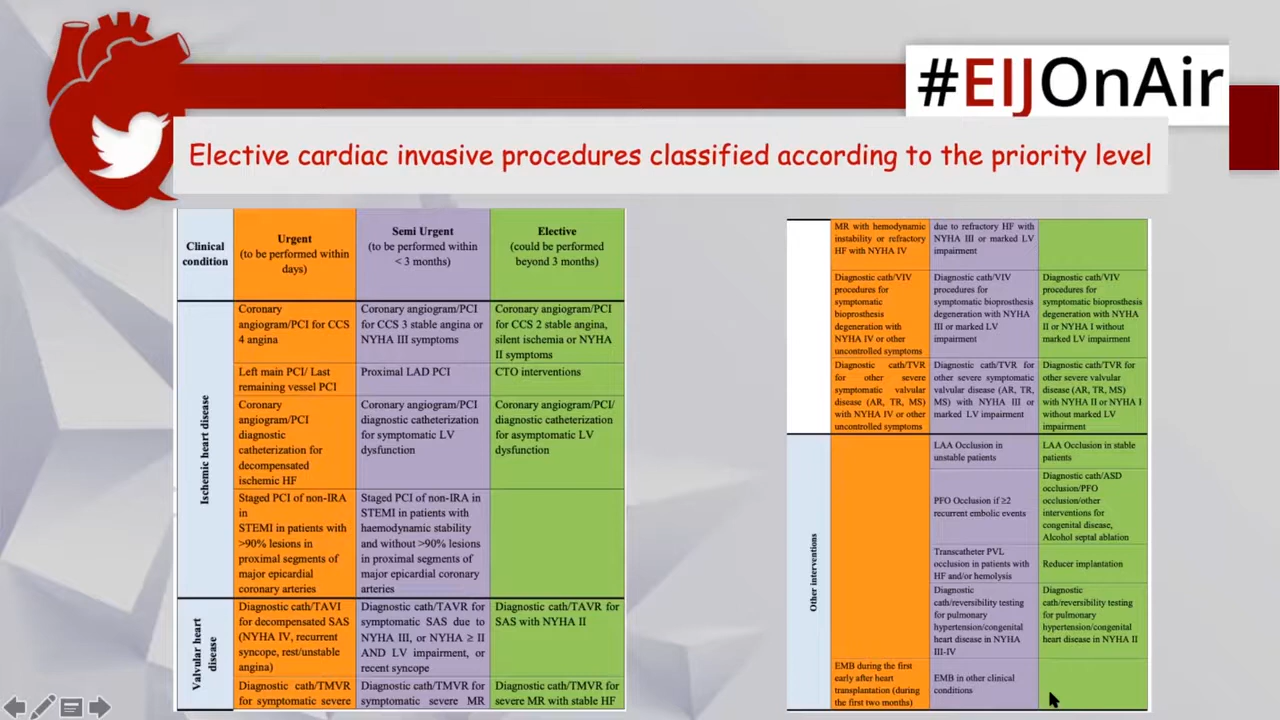 #EIJOnAir
Elective cardiac invasive procedures classified according to the priority level
Clinical
condition
Urgent
(to be performed within
days)
Semi Urgent
(to be performed within
< 3 months)
Elective
(could be performed
beyond 3 months)
Ischemic heart disease
Coronary
angiogram/PCI for CCS
4 angina
Coronary angiogram/PCI
for CCS 3 stable angina or
NYHA III symptoms
Coronary angiogram/PCI
for CCS 2 stable angina,
silent ischemia or NYHA
II symptoms
Left main PCI/ Last
remaining vessel PCI
Proximal LAD PCI
CTO interventions
Coronary
angiogram/PCI
diagnostic
catheterization for
decompensated
ischemic HF
Coronary angiogram/PCI
diagnostic catheterization
for symptomatic LV
dysfunction
Coronary angiogram/PCI/
diagnostic catheterization
for asymptomatic LV
dysfunction
Staged PCI of non-IRA
in
STEMI in patients with
>90% lesions in
proximal segments of
major epicardial
coronary arteries
Staged PCI of non-IRA in
STEMI in patients with
haemodynamic stability
and without >90% lesions
in proximal segments of
major epicardial coronary
arteries
Valvular heart
disease
Diagnostic cath/TAVI
for decompensated SAS
(NYHA IV, recurrent
syncope, rest/unstable
angina)
Diagnostic cath/TAVR for
symptomatic SAS due to
NYHA III, or NYHA ≥ II
AND LV impairment, or
recent syncope
Diagnostic cath/TAVR for
SAS with NYHA II
Diagnostic cath/TMVR
for symptomatic severe
Diagnostic cath/TMVR for
symptomatic severe MR
Diagnostic cath/TMVR for
severe MR with stable HF
MR with hemodynamic
instability or refractory
HF with NYHA IV
due to refractory HF with
NYHA III or marked LV
impairment
Diagnostic cath/VIV
procedures for
symptomatic
bioprosthesis
degeneration with
NYHA IV or other
uncontrolled symptoms
Diagnostic cath/VIV
procedures for
symptomatic bioprosthesis
degeneration with NYHA
III or marked LV
impairment
Diagnostic cath/VIV
procedures for
symptomatic bioprosthesis
degeneration with NYHA
II or NYHA I without
marked LV impairment
Diagnostic cath/TVR
for other severe
symptomatic valvular
disease (AR, TR, MS)
with NYHA IV or other
uncontrolled symptoms
Diagnostic cath/TVR for
other severe symptomatic
valvular disease (AR, TR,
MS) with NYHA III or
marked LV impairment
Diagnostic cath/TVR for
other severe valvular
disease (AR, TR, MS)
with NYHA II or NYHA I
without marked LV
impairment
Other interventions
LAA Occlusion in
unstable patients
LAA Occlusion in stable
patients
PFO Occlusion if ≥2
recurrent embolic events
Diagnostic cath/ASD
occlusion/PFO
occlusion/other
interventions for
congenital disease,
Alcohol septal ablation
Transcatheter PVL
occlusion in patients with
HF and/or hemolysis
Reducer implantation
Diagnostic
cath/reversibility testing
for pulmonary
hypertension/congenital
heart disease in NYHA
III-IV
Diagnostic
cath/reversibility testing
for pulmonary
hypertension/congenital
heart disease in NYHA II
EMB during the first
early after heart
transplantation (during
the first two months)
EMB in other clinical
conditions